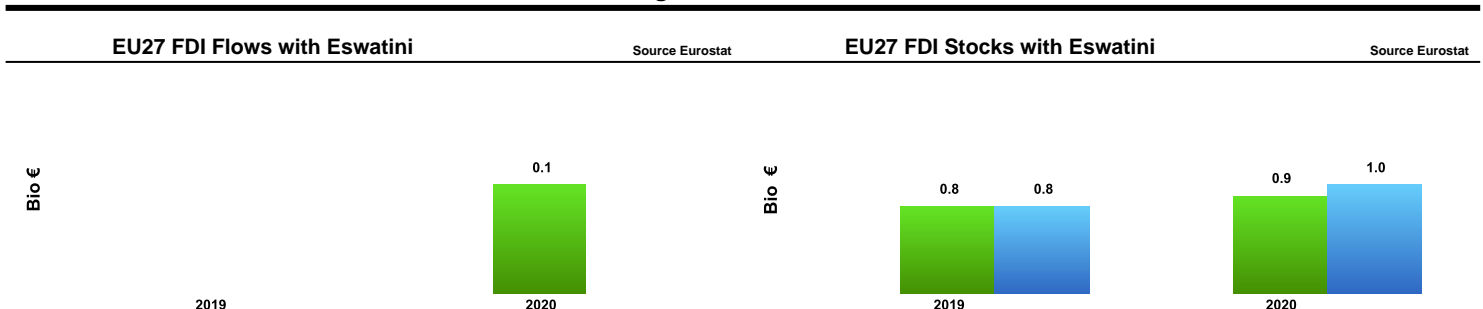 EU27 FDI Flows with Eswatini
Source Eurostat
Bio €
0.1
2019
2020
EU27 FDI Stocks with Eswatini
Source Eurostat
Bio €
0.8
0.8
0.9
1.0
2019
2020